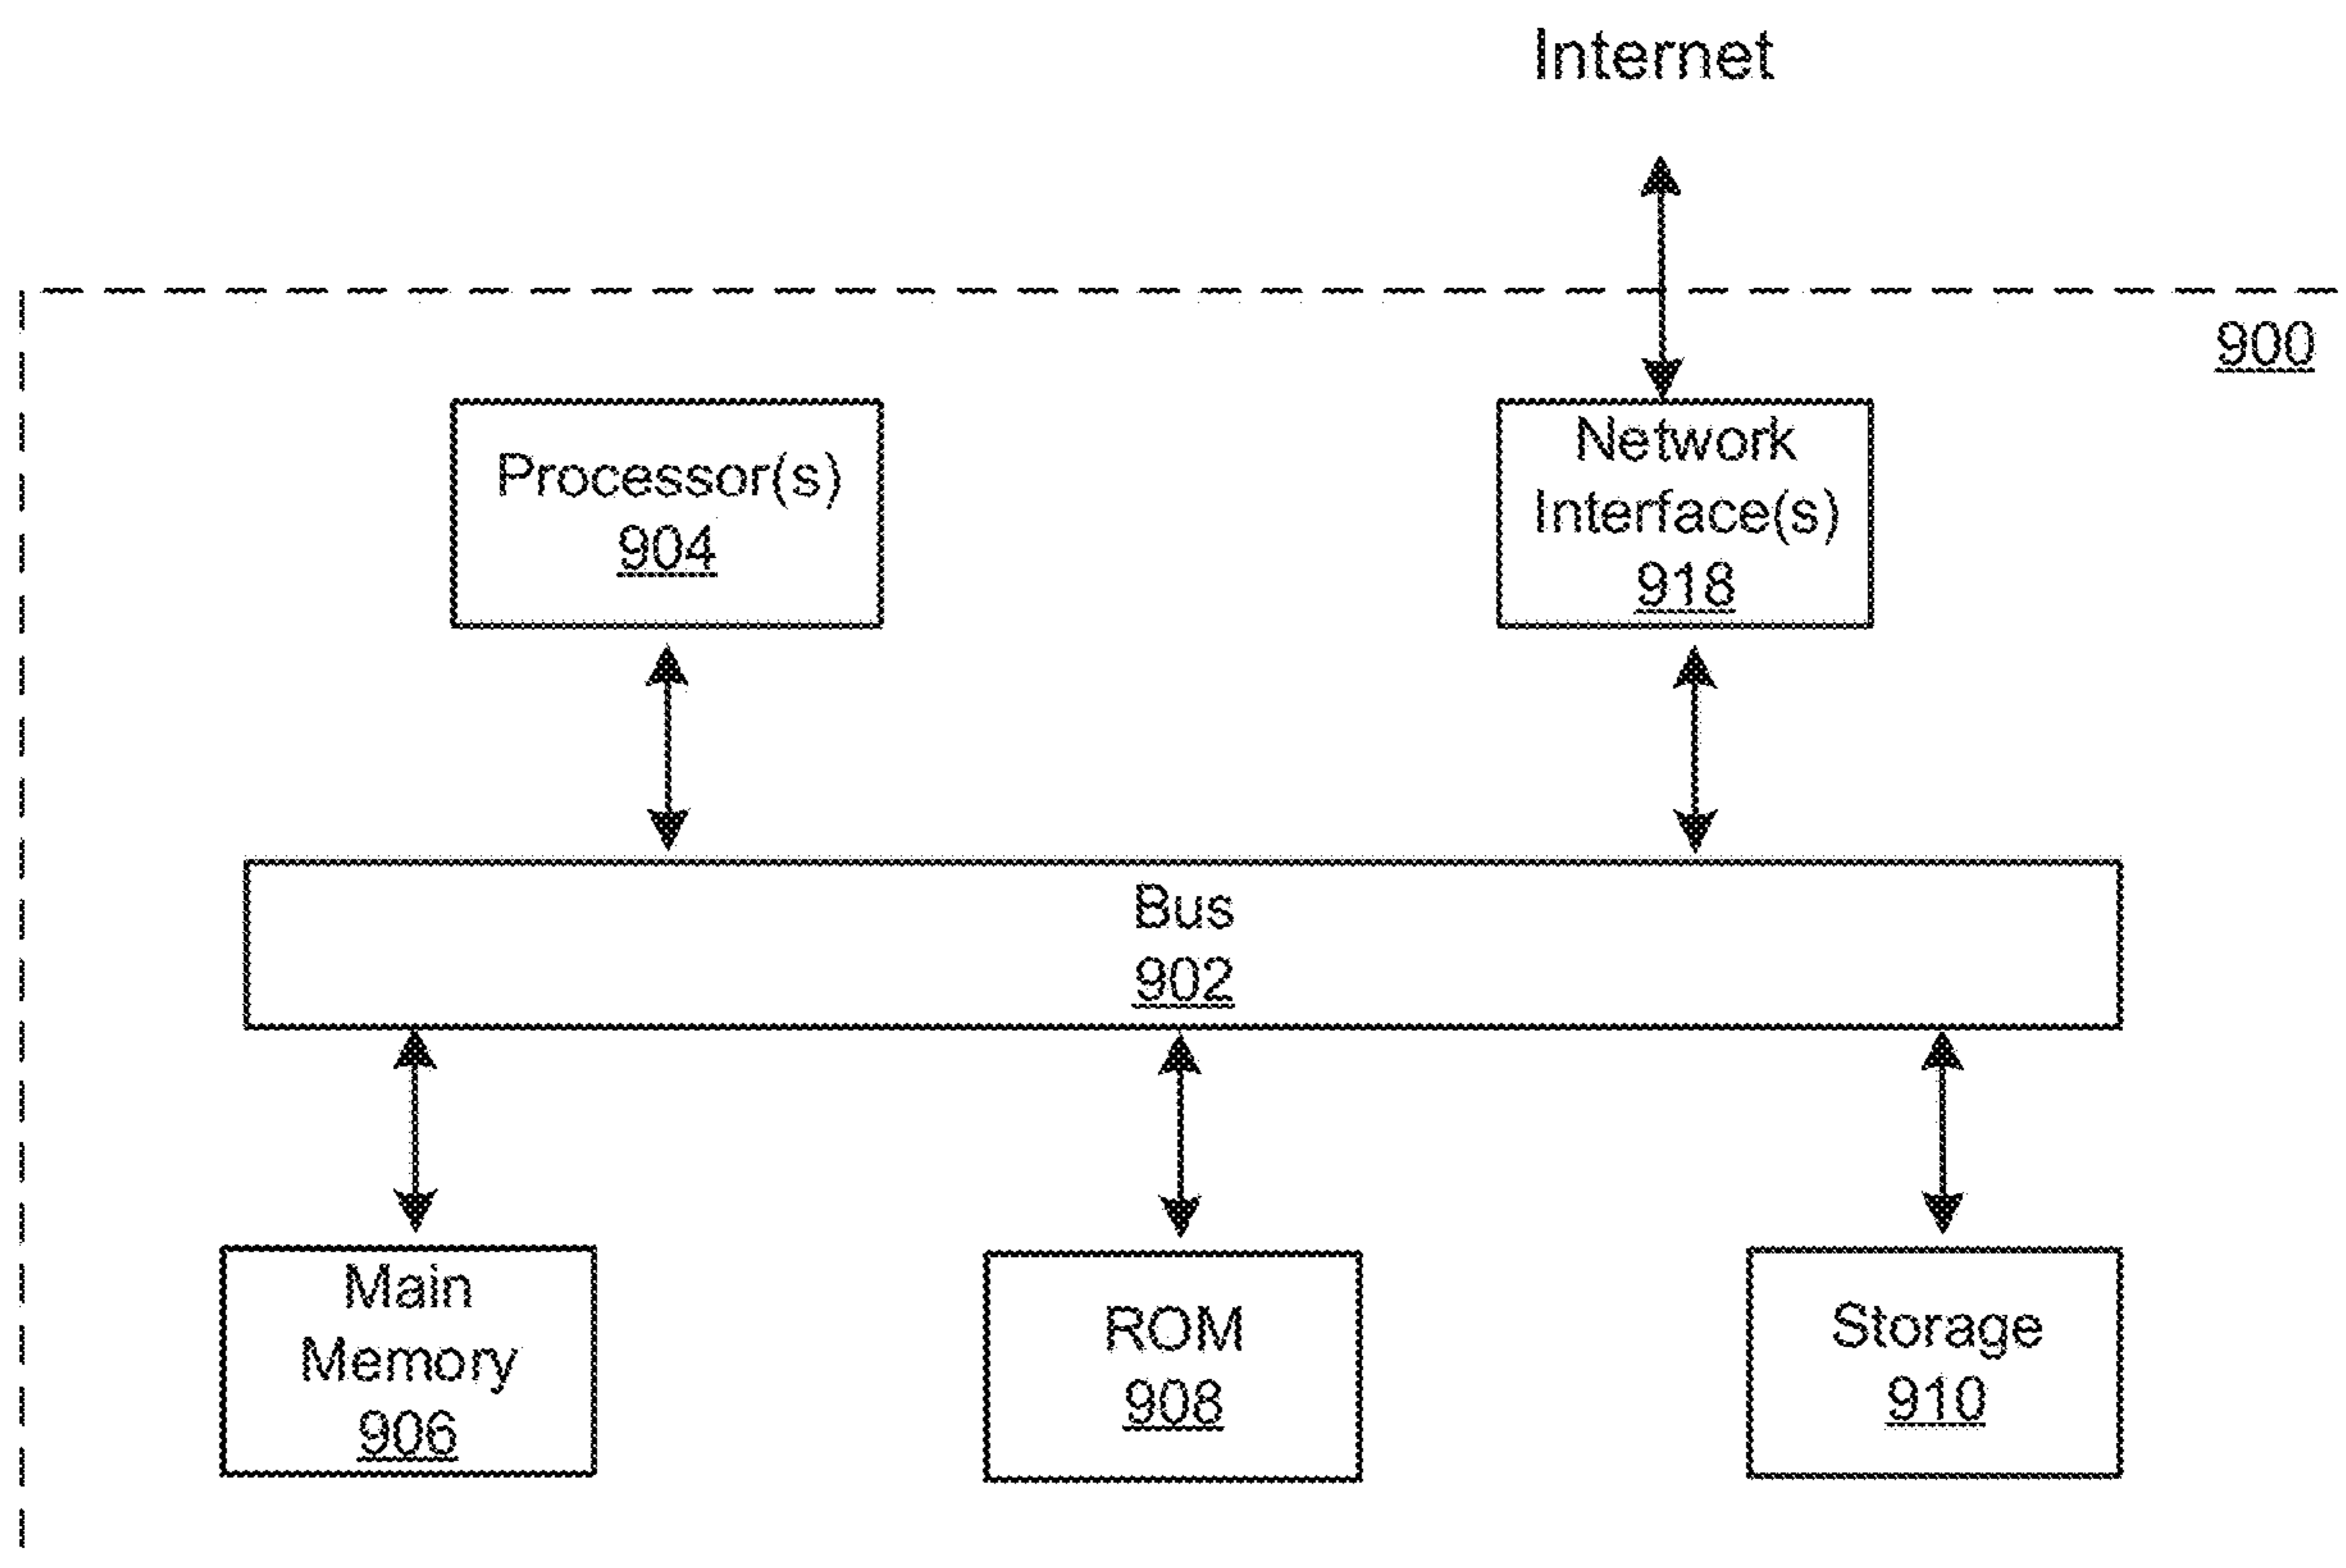 Internet
900
Processor(s)
904
Network
Interface(s)
918
Bus
902
Main
Memory
906
ROM
908
Storage
910